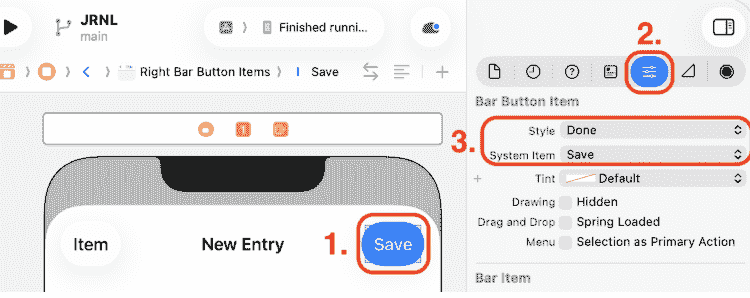 JRNL
main
Finished runni...
2.
Right Bar Button Items
Save
Bar Button Item
3.
Style Done
System Item Save
Tint Default
Drawing Hidden
Drag and Drop Spring Loaded
Menu Selection as Primary Action
Bar Item
1
Item
New Entry
1.
Save